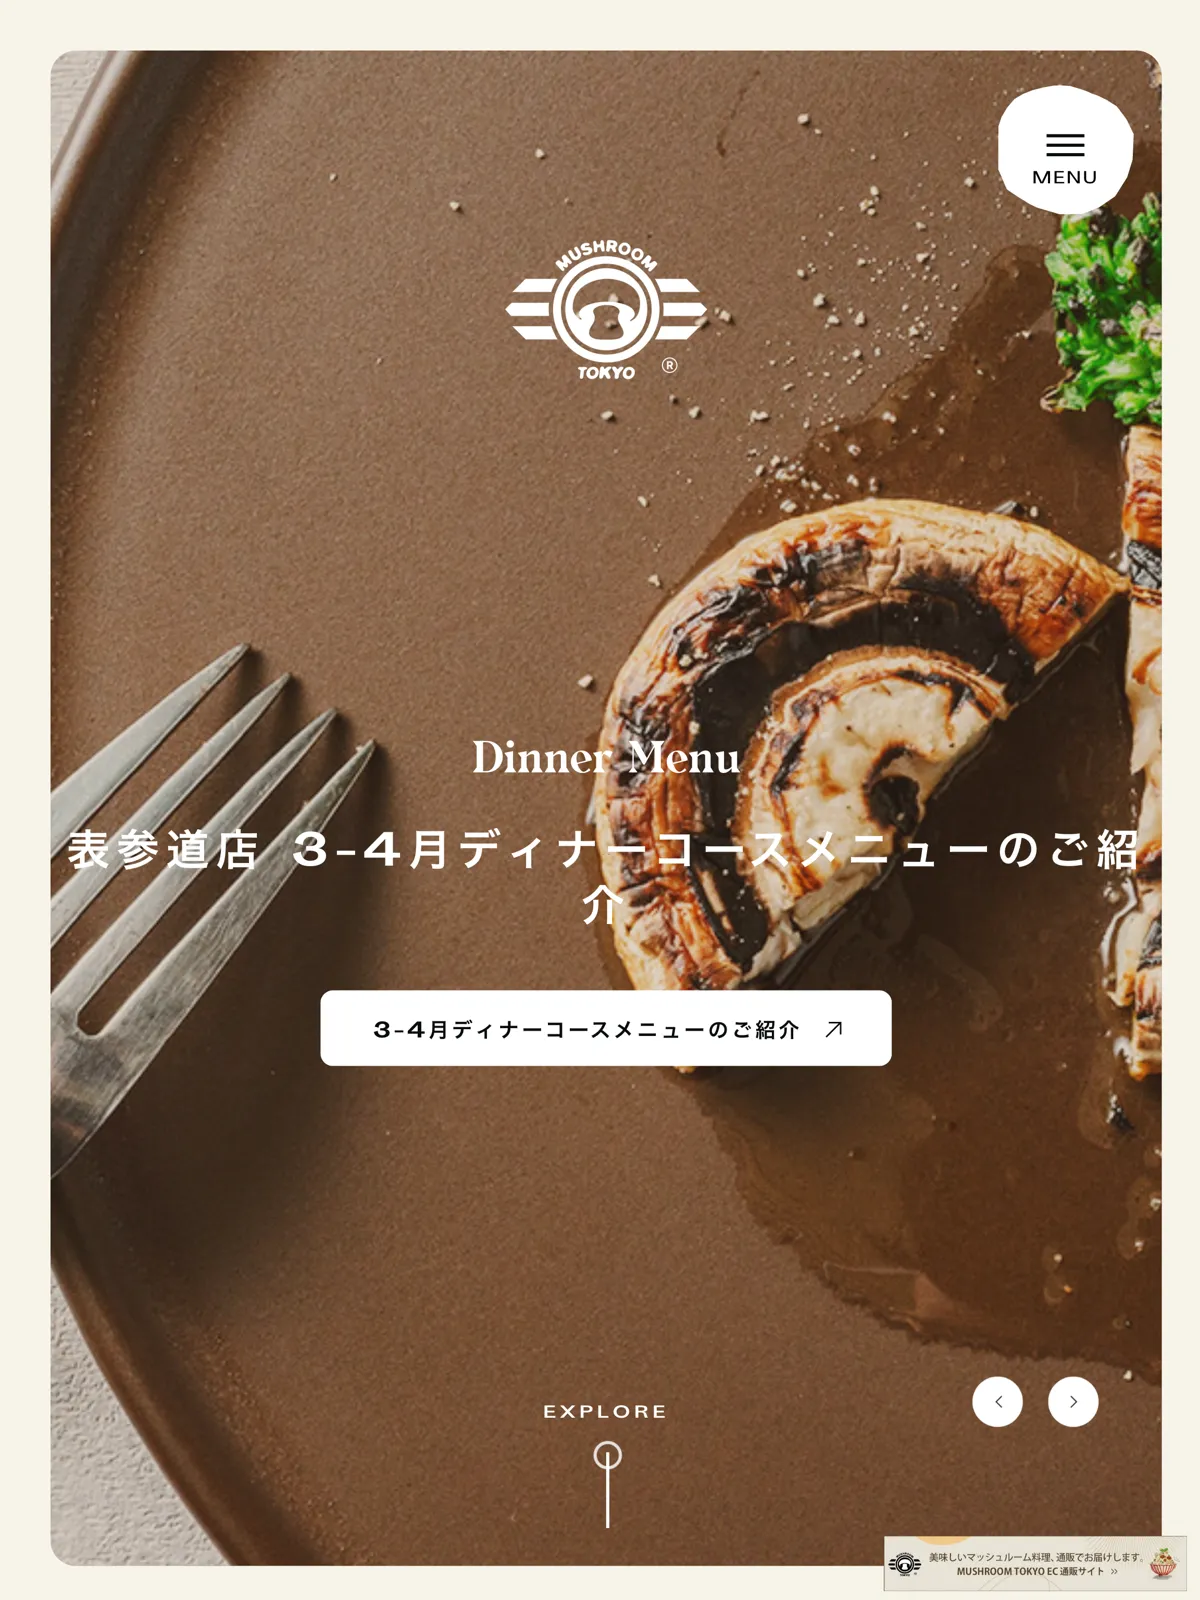 MENU
MUSHROOM
TOKYO
®
Dinner Menu
表参道店 3-4月ディナーコースメニューのご紹
介
3-4月ディナーコースメニューのご紹介
EXPLORE
美味しいマッシュルーム料理、通販でお届けします。
MUSHROOM TOKYO EC 通販サイト »